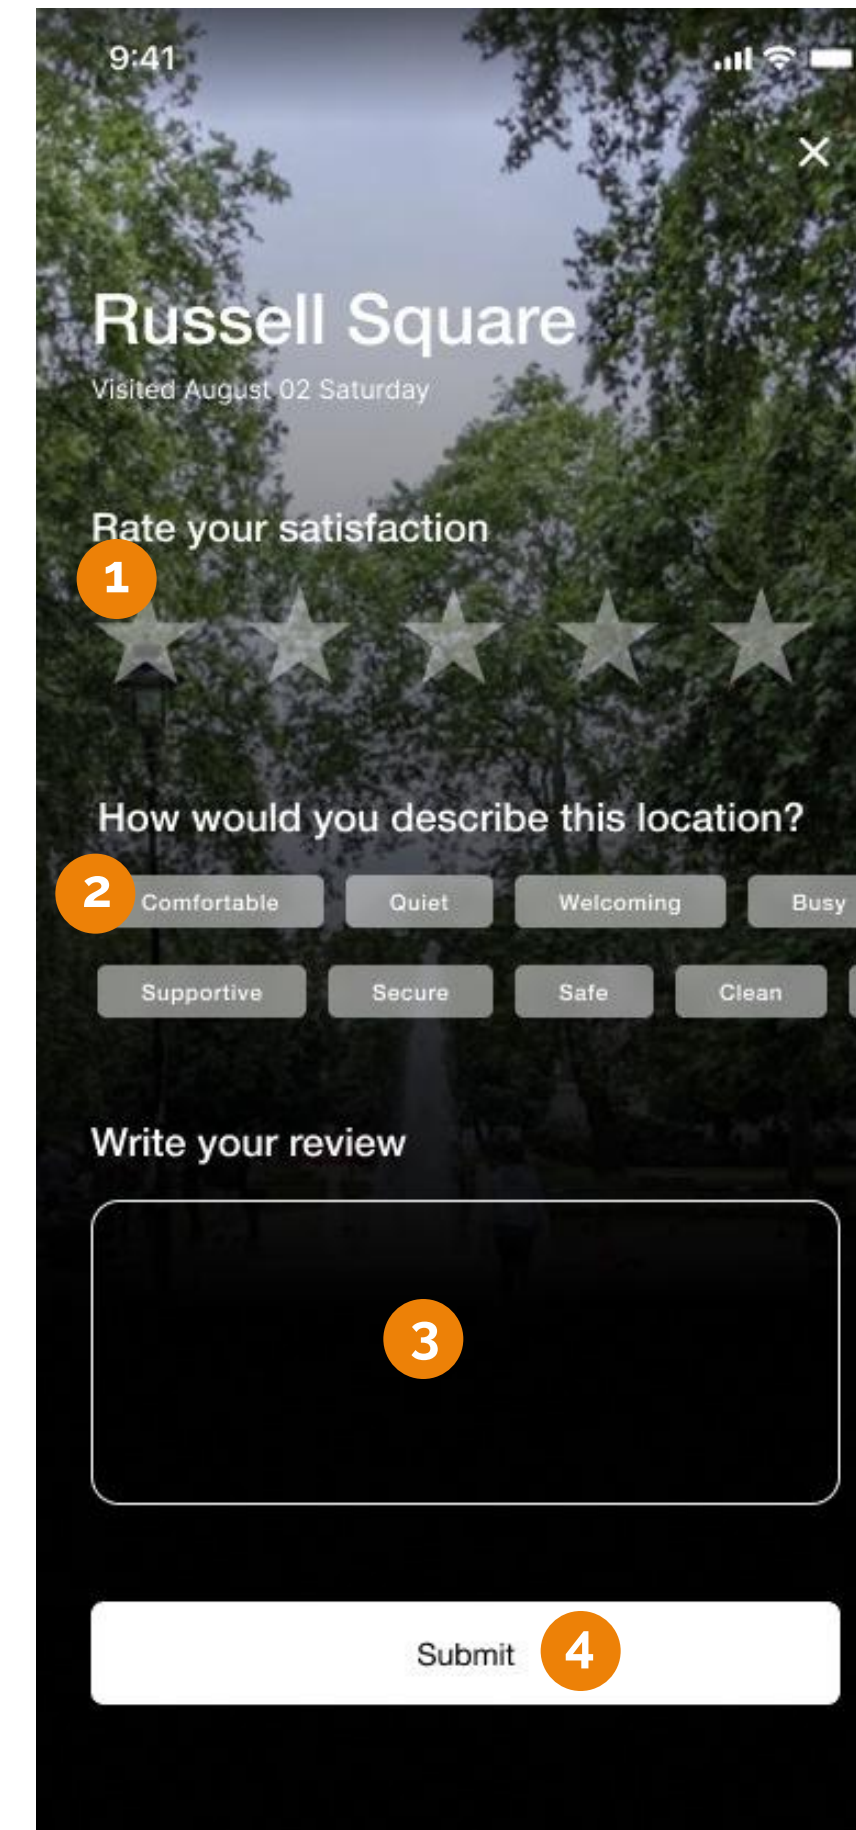 9:41
Russell Square
Visited August 02 Saturday
Rate your satisfaction
1
How would you describe this location?
2 Comfortable Quiet Welcoming Busy
Supportive Secure Safe Clean
Write your review
3
Submit 4